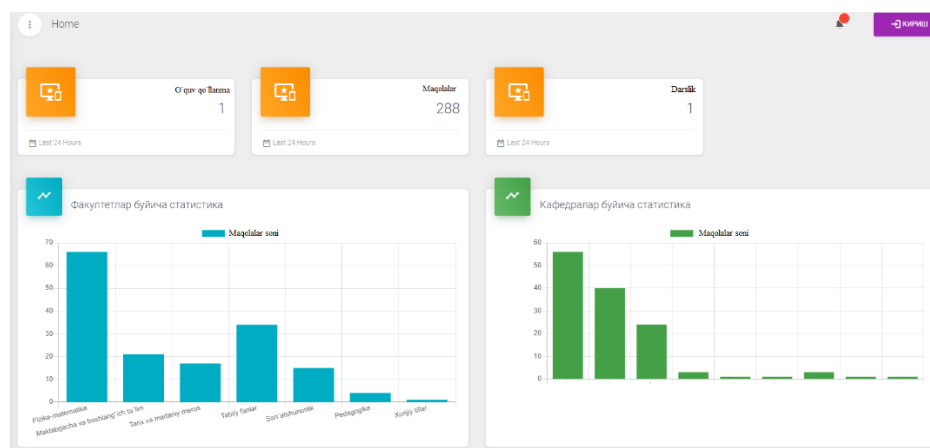 Home
КИРИШ
O`quv qo`llanma
1
Last 24 Hours
Maqolalar
288
Last 24 Hours
Darslik
1
Last 24 Hours
Факултетлар буйича статистика
Maqolalar soni
70
60
50
40
30
20
10
0
Fizika-matematika
Maktabgacha va boshlang`ich ta`lim
Tarix va madaniy meros
Tabiiy fanlar
San`atshunoslik
Pedagogika
Xorijiy tillar
Кафедралар буйича статистика
Maqolalar soni
60
50
40
30
20
10
0